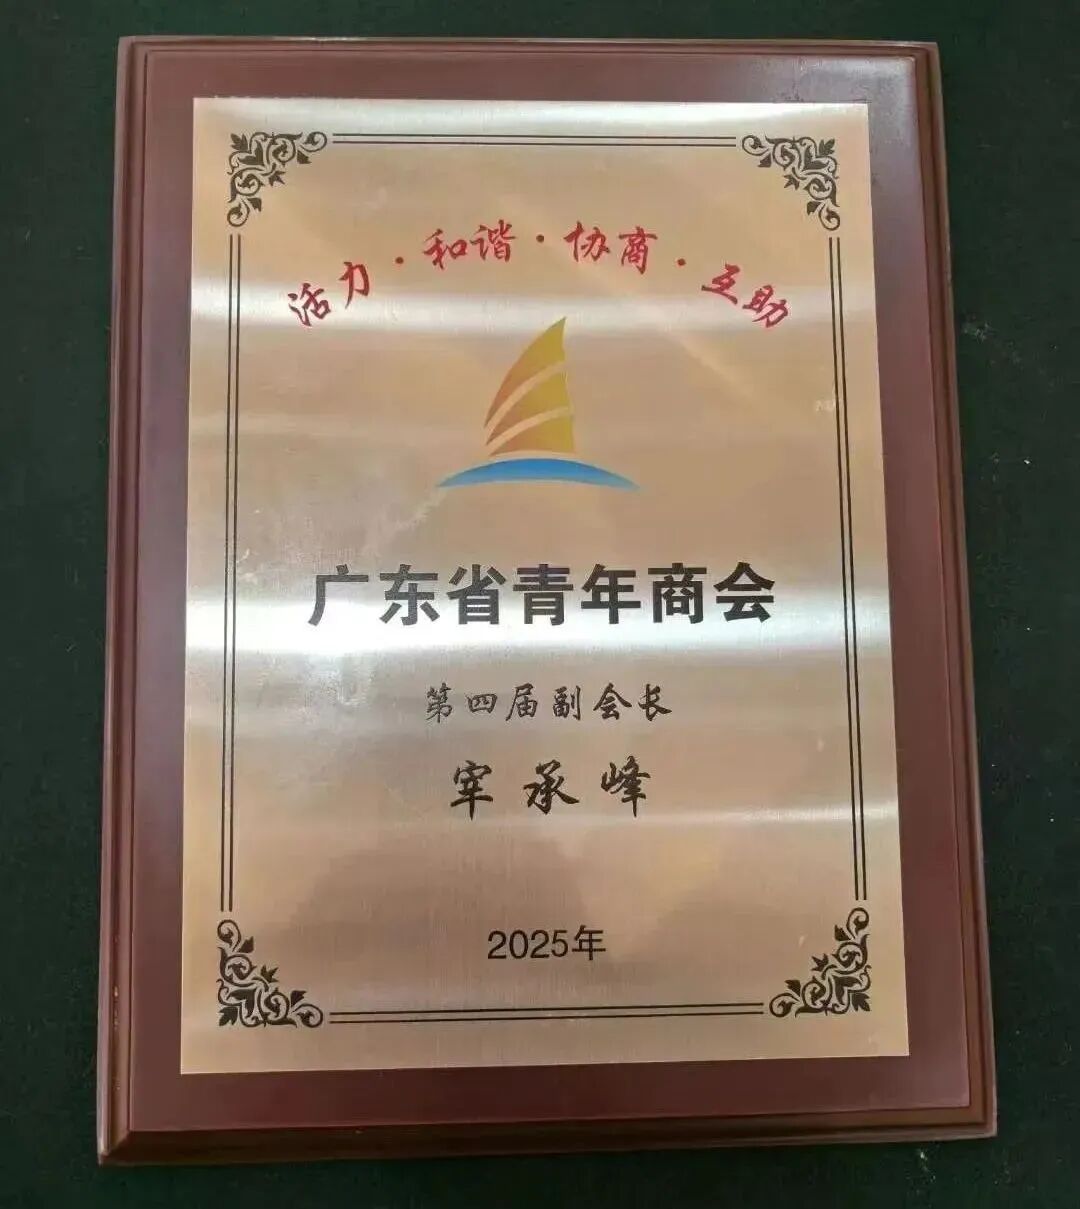 活力·和谐·协商·互助
广东省青年商会
第四届副会长
宰承峰
2025年